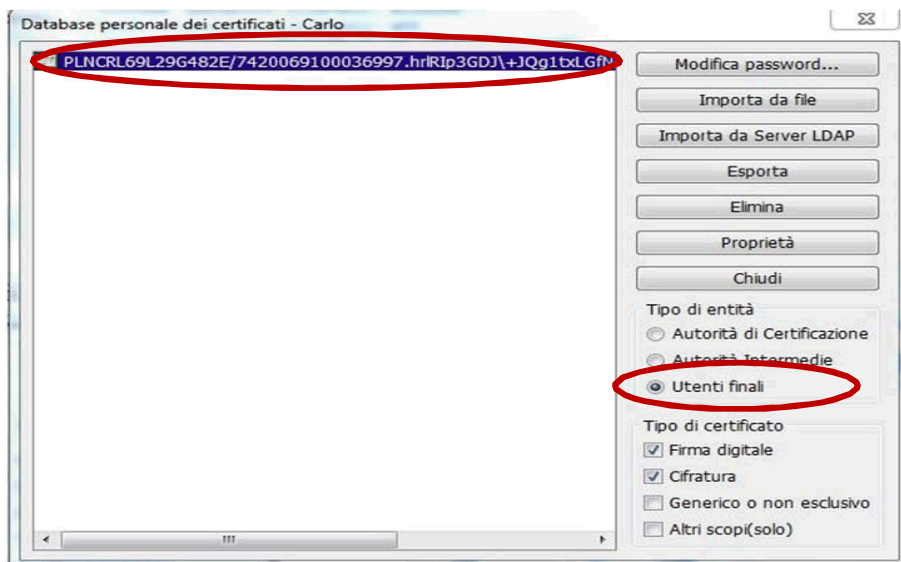 Database personale dei certificati - Carlo
PLNCRL69L29G482E/7420069100036997.hrlRIp3GDJ\+JQg1txLGfN
Modifica password...
Importa da file
Importa da Server LDAP
Esporta
Elimina
Proprietà
Chiudi
Tipo di entità
Autorità di Certificazione
Autorità Intermedie
Utenti finali
Tipo di certificato
Firma digitale
Cifratura
Generico o non esclusivo
Altri scopi(solo)